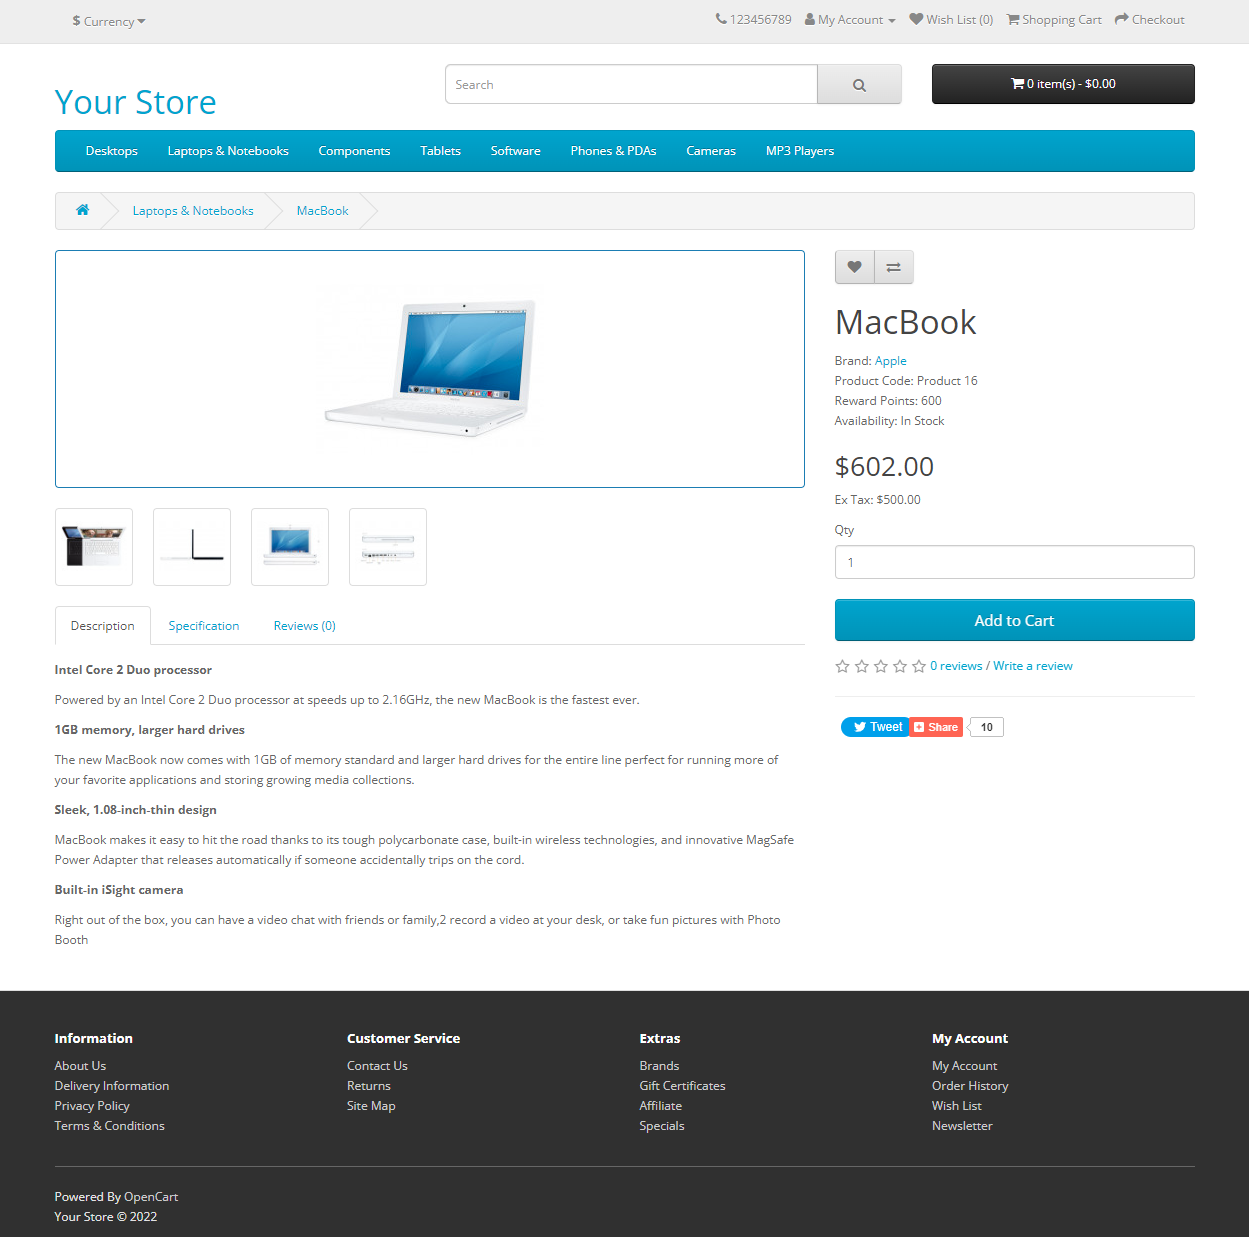 $ Currency
123456789 My Account Wish List (0) Shopping Cart Checkout
Your Store
Search
0 item(s) - $0.00
Desktops Laptops & Notebooks Components Tablets Software Phones & PDAs Cameras MP3 Players
Laptops & Notebooks MacBook
MacBook
Brand: Apple
Product Code: Product 16
Reward Points: 600
Availability: In Stock
$602.00
Ex Tax: $500.00
Qty
1
Add to Cart
0 reviews / Write a review
Tweet Share 10
Description Specification Reviews (0)
Intel Core 2 Duo processor
Powered by an Intel Core 2 Duo processor at speeds up to 2.16GHz, the new MacBook is the fastest ever.
1GB memory, larger hard drives
The new MacBook now comes with 1GB of memory standard and larger hard drives for the entire line perfect for running more of
your favorite applications and storing growing media collections.
Sleek, 1.08-inch-thin design
MacBook makes it easy to hit the road thanks to its tough polycarbonate case, built-in wireless technologies, and innovative MagSafe
Power Adapter that releases automatically if someone accidentally trips on the cord.
Built-in iSight camera
Right out of the box, you can have a video chat with friends or family,2 record a video at your desk, or take fun pictures with Photo
Booth
Information
About Us
Delivery Information
Privacy Policy
Terms & Conditions
Customer Service
Contact Us
Returns
Site Map
Extras
Brands
Gift Certificates
Affiliate
Specials
My Account
My Account
Order History
Wish List
Newsletter
Powered By OpenCart
Your Store © 2022